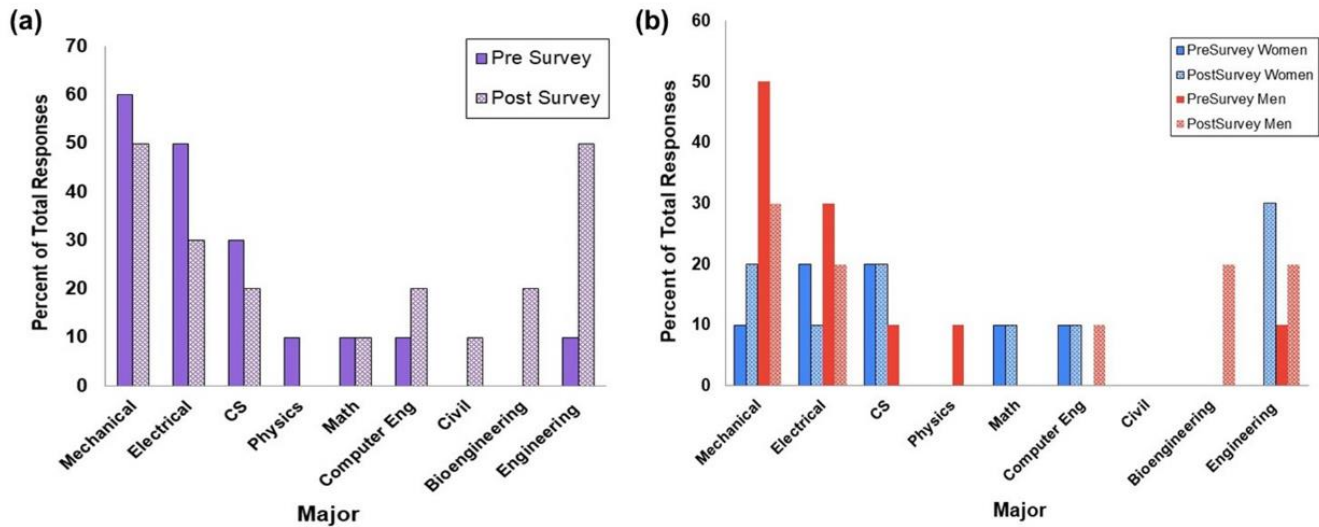 (a)
Percent of Total Responses
70
60
50
40
30
20
10
0
Pre Survey
Post Survey
Mechanical
Electrical
CS
Physics
Math
Computer Eng
Civil
Bioengineering
Engineering
Major
(b)
Percent of Total Responses
60
50
40
30
20
10
0
PreSurvey Women
PostSurvey Women
PreSurvey Men
PostSurvey Men
Mechanical
Electrical
CS
Physics
Math
Computer Eng
Civil
Bioengineering
Engineering
Major